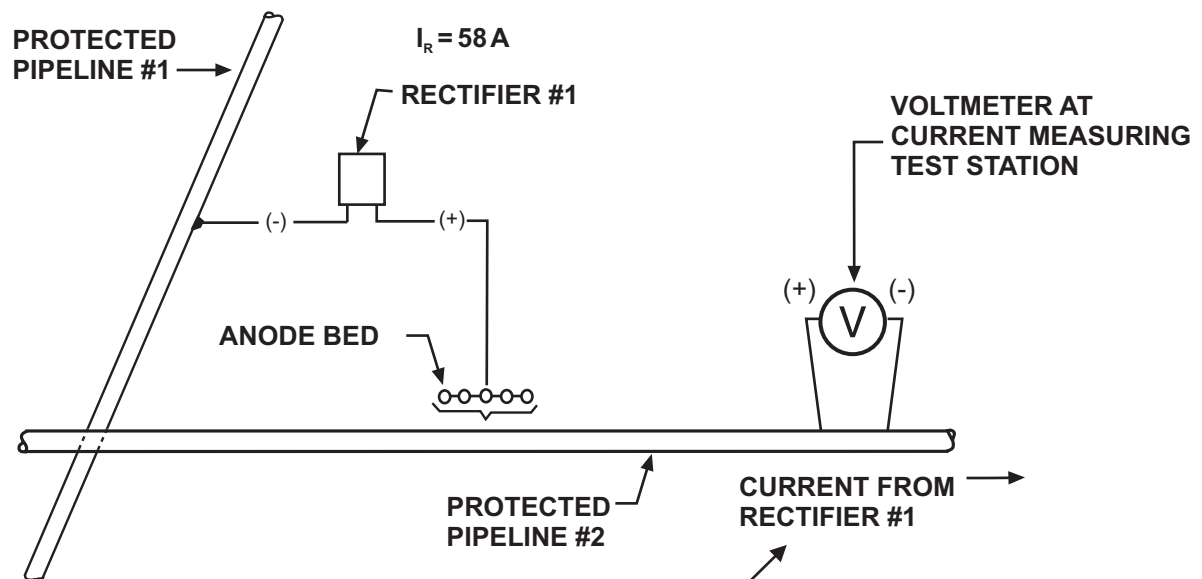 PROTECTED
PIPELINE #1
I_R = 58 A
RECTIFIER #1
VOLTMETER AT
CURRENT MEASURING
TEST STATION
(-)
(+)
(+)
(-)
V
ANODE BED
PROTECTED
PIPELINE #2
CURRENT FROM
RECTIFIER #1